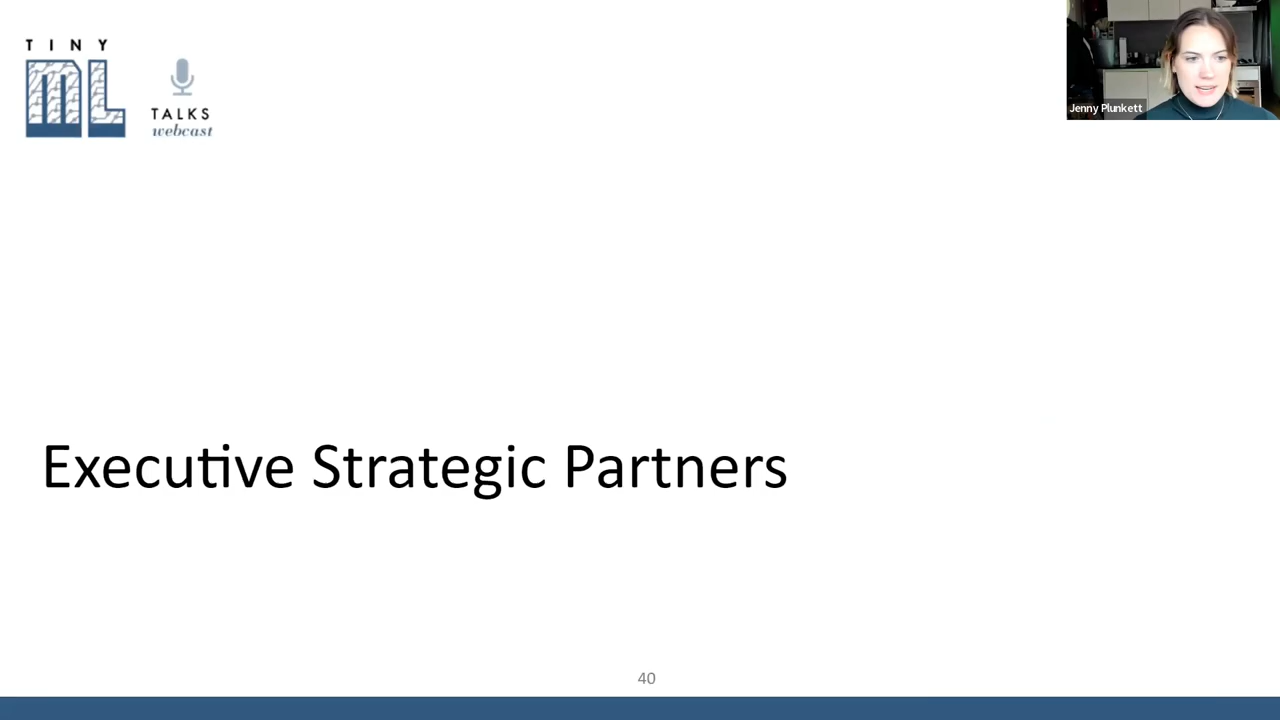 TINY
ML
TALKS
webcast
Jenny Plunkett
Executive Strategic Partners
40